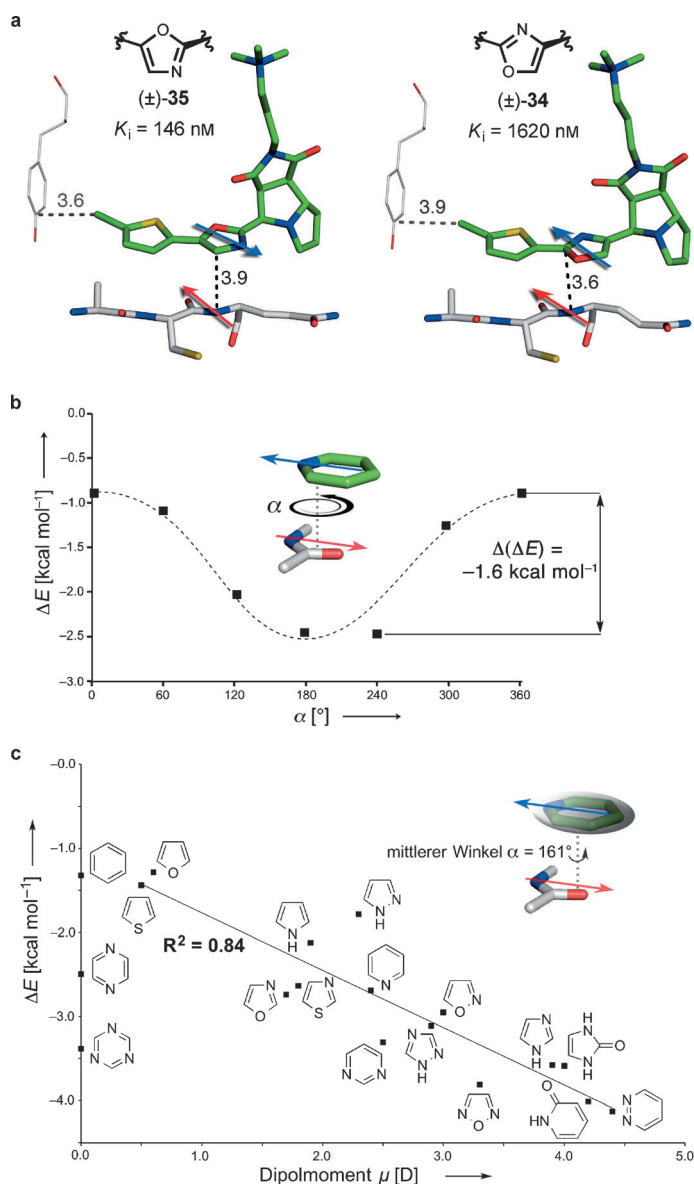 a
O
N
(±)-35
Ki = 146 nM
3.6
3.9
N
O
(±)-34
Ki = 1620 nM
3.9
3.6
b
ΔE [kcal mol−1]
0.0
−0.5
−1.0
−1.5
−2.0
−2.5
−3.0
α
Δ(ΔE) =
−1.6 kcal mol−1
0 60 120 180 240 300 360
α [°]
c
ΔE [kcal mol−1]
−0.0
−1.0
−2.0
−3.0
−4.0
mittlerer Winkel α = 161°
O
S
N
N
N
N
N
R2 = 0.84
N
H
N
N
H
N
O
N
S
N
N
N
N
N
N
H
O
N
N
O
N
N
N
H
H
N
O
N
H
O
HN
N
N
0.0 1.0 2.0 3.0 4.0 5.0
Dipolmoment μ [D]